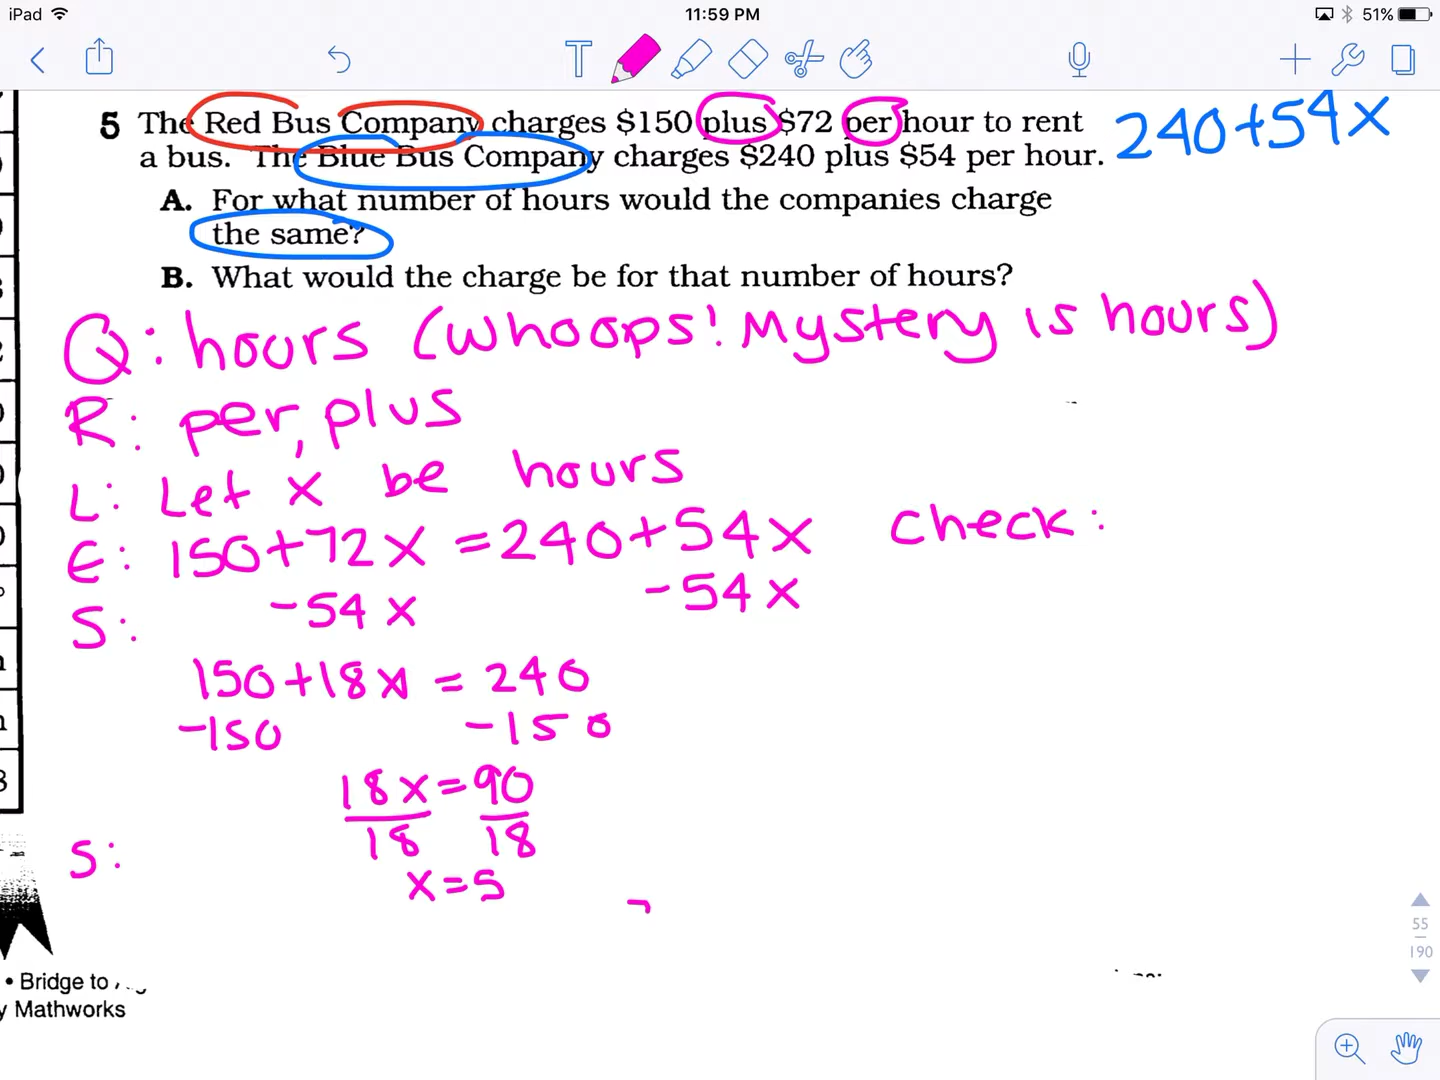 iPad 11:59 PM 51%
5 The Red Bus Company charges $150 plus $72 per hour to rent
a bus. The Blue Bus Company charges $240 plus $54 per hour.
240+54x
A. For what number of hours would the companies charge
the same?
B. What would the charge be for that number of hours?
Q: hours (whoops! Mystery is hours)
R: per, plus
L: Let x be hours
E: 150+72x = 240+54x check:
S: -54x -54x
150+18x = 240
-150 -150
18x = 90
18 18
S: x=5
• Bridge to
Mathworks
55
190